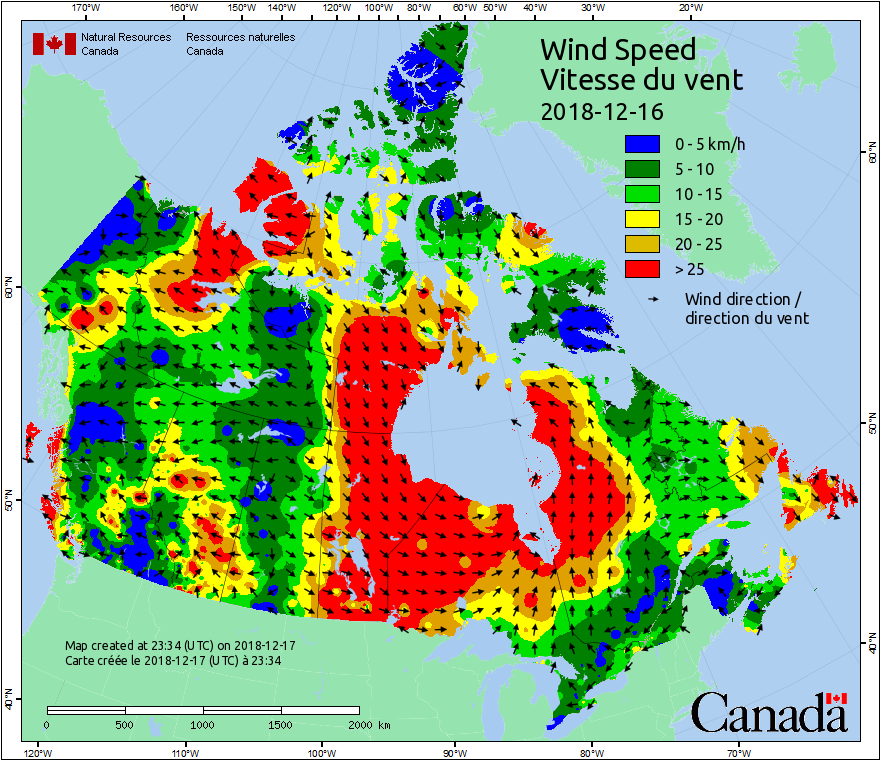 170°W 160°W 150°W 140°W 130°W 120°W 110°W 100°W 90°W 80°W 70°W 60°W 50°W 40°W 30°W 20°W
Natural Resources Ressources naturelles
Canada Canada
Wind Speed
Vitesse du vent
2018-12-16
0 - 5 km/h
5 - 10
10 - 15
15 - 20
20 - 25
> 25
Wind direction /
direction du vent
60°N
60°N
50°N
50°N
40°N
40°N
Map created at 23:34 (UTC) on 2018-12-17
Carte créée le 2018-12-17 (UTC) à 23:34
0 500 1000 1500 2000 km
Canada
120°W 110°W 100°W 90°W 80°W 70°W